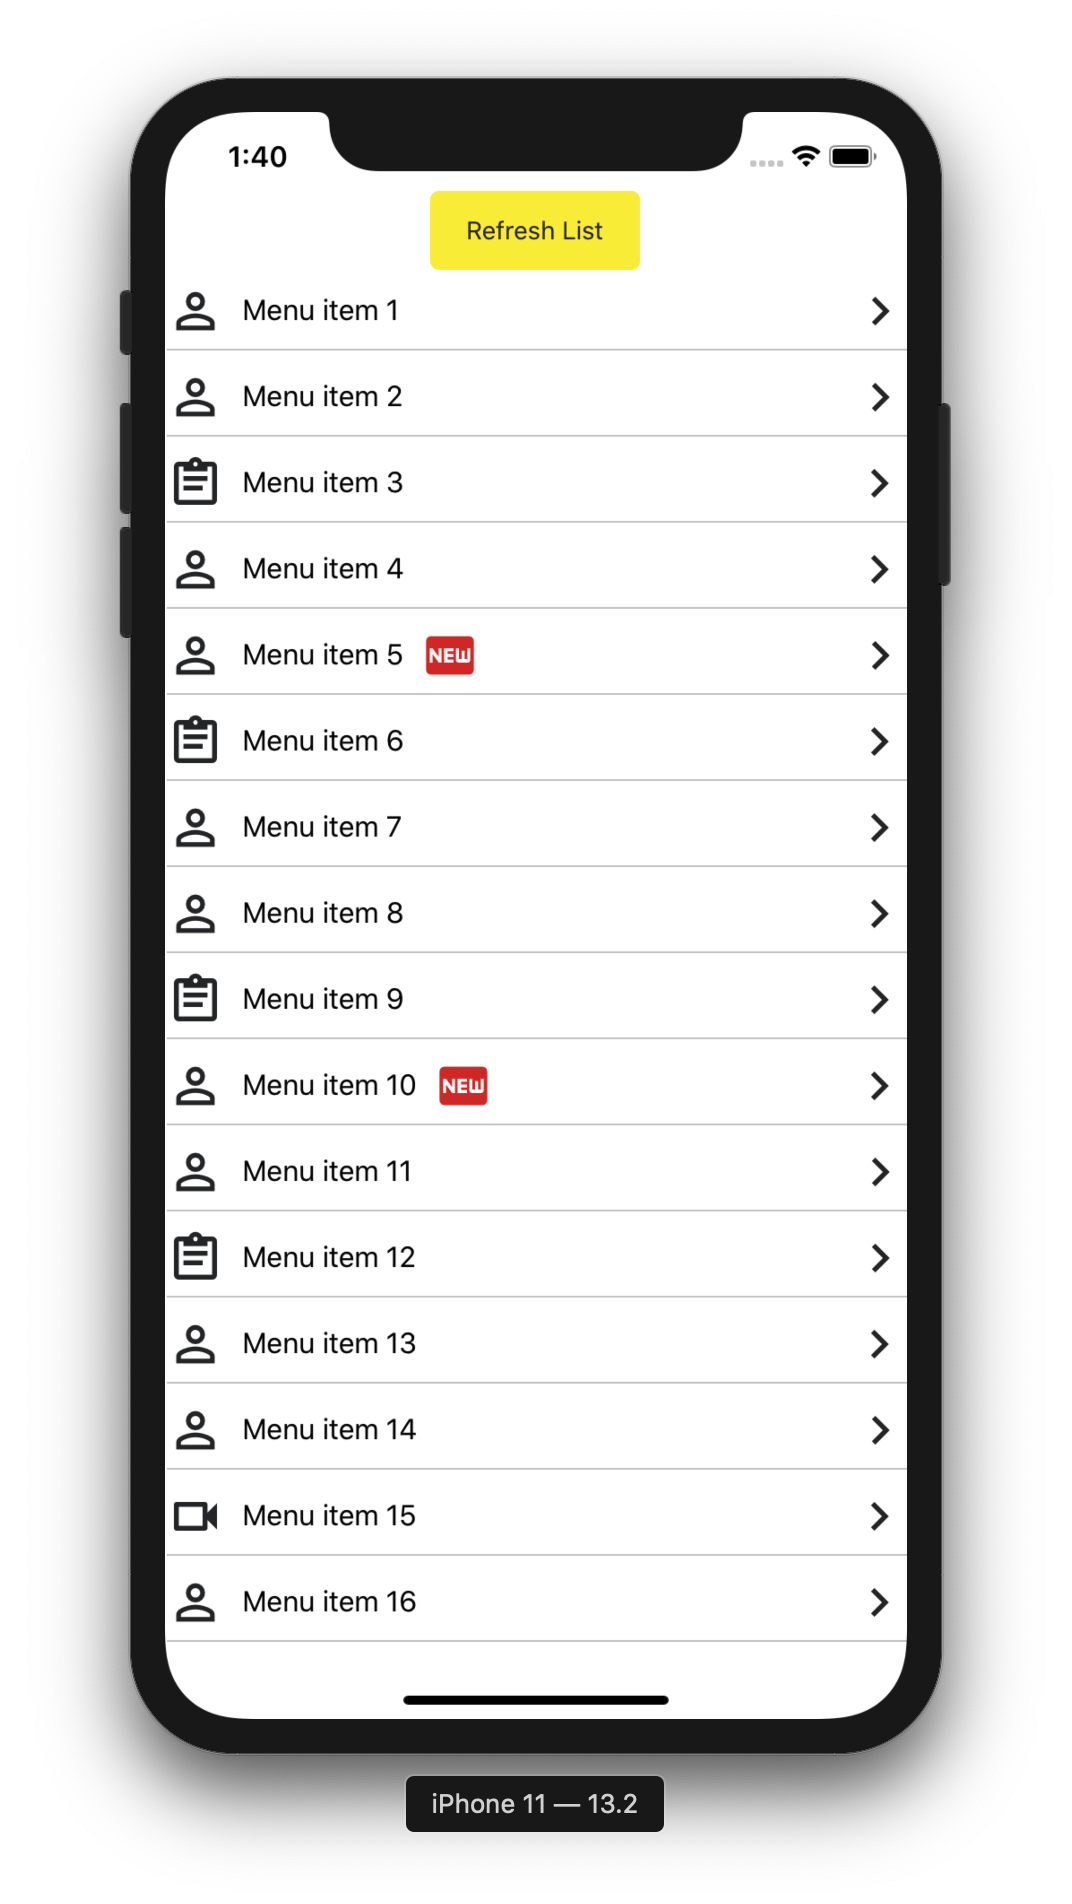 1:40
Refresh List
Menu item 1
Menu item 2
Menu item 3
Menu item 4
Menu item 5 NEW
Menu item 6
Menu item 7
Menu item 8
Menu item 9
Menu item 10 NEW
Menu item 11
Menu item 12
Menu item 13
Menu item 14
Menu item 15
Menu item 16
iPhone 11 — 13.2